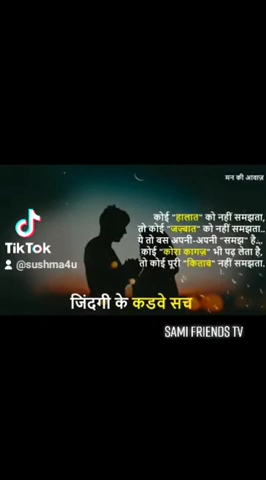 मन की आवाज़
कोई "हालात" को नहीं समझता,
तो कोई "जज़्बात" को नहीं समझता..
ये तो बस अपनी-अपनी "समझ" है...
कोई "कोरा कागज़" भी पढ़ लेता है,
तो कोई पूरी "किताब" नहीं समझता.
TikTok
@sushma4u
जिंदगी के कडवे सच
SAMI FRIENDS TV